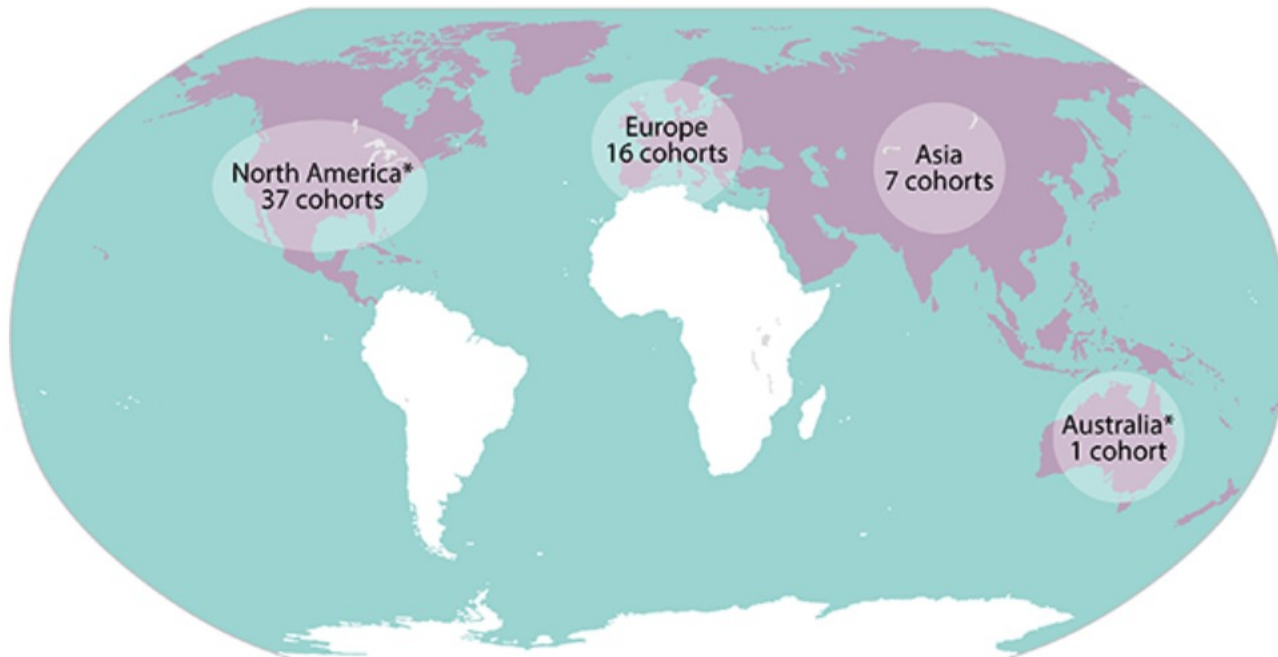 North America*
37 cohorts
Europe
16 cohorts
Asia
7 cohorts
Australia*
1 cohort